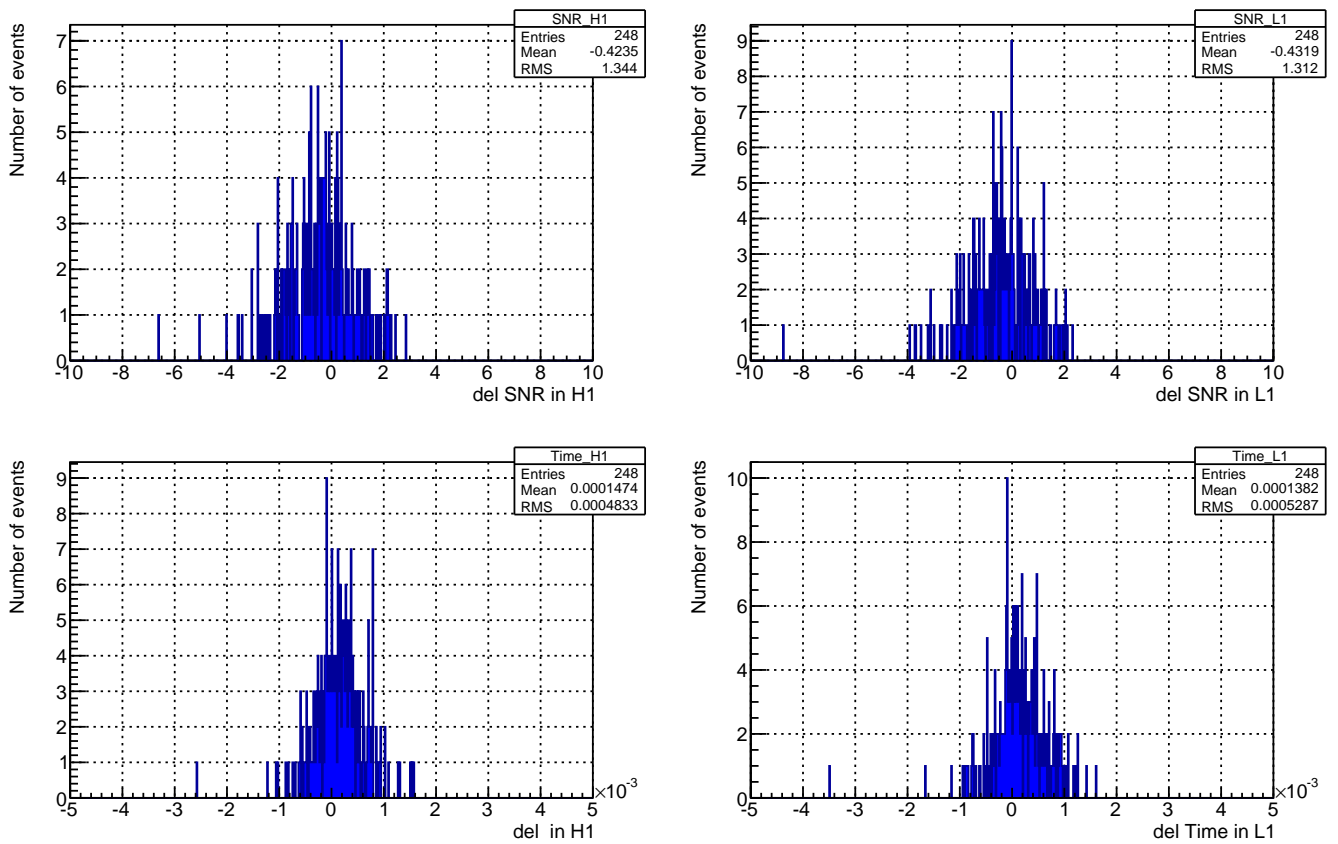 SNR_H1
Entries 248
Mean -0.4235
RMS 1.344
Number of events
7
6
5
4
3
2
1
0
-10 -8 -6 -4 -2 0 2 4 6 8 10
del SNR in H1
SNR_L1
Entries 248
Mean -0.4319
RMS 1.312
Number of events
9
8
7
6
5
4
3
2
1
0
-10 -8 -6 -4 -2 0 2 4 6 8 10
del SNR in L1
Time_H1
Entries 248
Mean 0.0001474
RMS 0.0004833
Number of events
9
8
7
6
5
4
3
2
1
0
-5 -4 -3 -2 -1 0 1 2 3 4 5
×10-3
del in H1
Time_L1
Entries 248
Mean 0.0001382
RMS 0.0005287
Number of events
10
8
6
4
2
0
-5 -4 -3 -2 -1 0 1 2 3 4 5
×10-3
del Time in L1